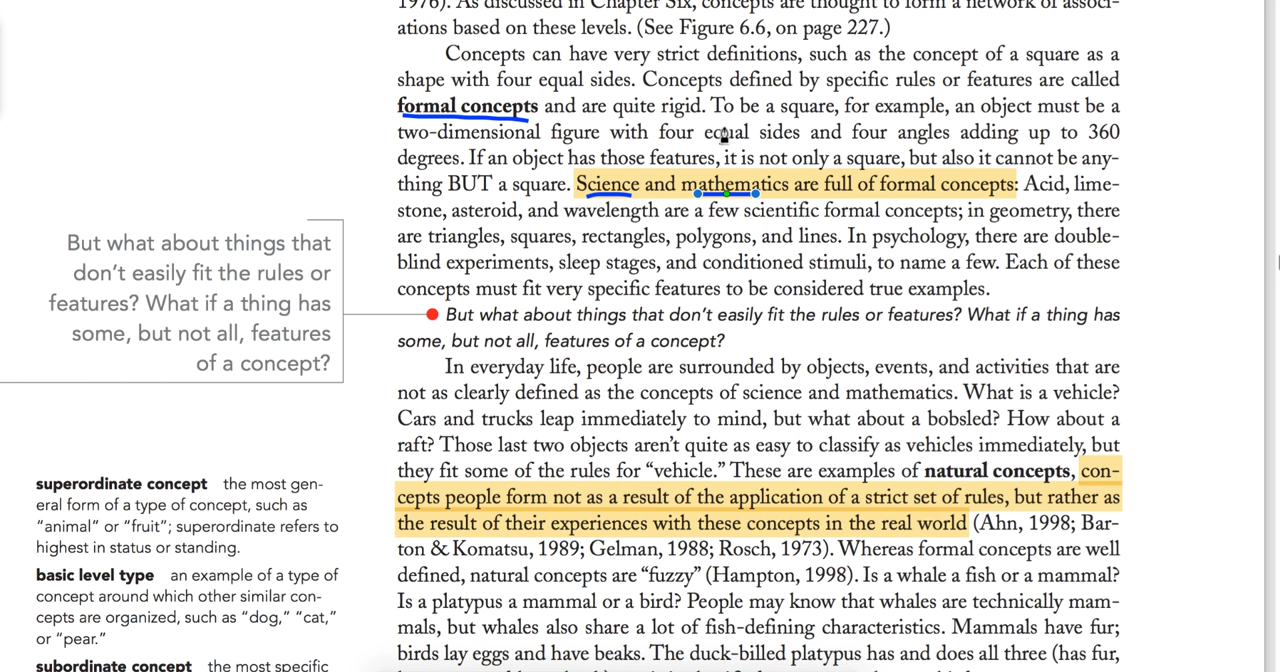 1976). As discussed in Chapter Six, concepts are thought to form a network of associ-
ations based on these levels. (See Figure 6.6, on page 227.)
Concepts can have very strict definitions, such as the concept of a square as a
shape with four equal sides. Concepts defined by specific rules or features are called
formal concepts and are quite rigid. To be a square, for example, an object must be a
two-dimensional figure with four equal sides and four angles adding up to 360
degrees. If an object has those features, it is not only a square, but also it cannot be any-
thing BUT a square. Science and mathematics are full of formal concepts: Acid, lime-
stone, asteroid, and wavelength are a few scientific formal concepts; in geometry, there
are triangles, squares, rectangles, polygons, and lines. In psychology, there are double-
blind experiments, sleep stages, and conditioned stimuli, to name a few. Each of these
concepts must fit very specific features to be considered true examples.
But what about things that don't easily fit the rules or features? What if a thing has
some, but not all, features of a concept?
In everyday life, people are surrounded by objects, events, and activities that are
not as clearly defined as the concepts of science and mathematics. What is a vehicle?
Cars and trucks leap immediately to mind, but what about a bobsled? How about a
raft? Those last two objects aren't quite as easy to classify as vehicles immediately, but
they fit some of the rules for “vehicle.” These are examples of natural concepts, con-
cepts people form not as a result of the application of a strict set of rules, but rather as
the result of their experiences with these concepts in the real world (Ahn, 1998; Bar-
ton & Komatsu, 1989; Gelman, 1988; Rosch, 1973). Whereas formal concepts are well
defined, natural concepts are “fuzzy” (Hampton, 1998). Is a whale a fish or a mammal?
Is a platypus a mammal or a bird? People may know that whales are technically mam-
mals, but whales also share a lot of fish-defining characteristics. Mammals have fur;
birds lay eggs and have beaks. The duck-billed platypus has and does all three (has fur,
But what about things that
don't easily fit the rules or
features? What if a thing has
some, but not all, features
of a concept?
superordinate concept the most gen-
eral form of a type of concept, such as
“animal” or “fruit”; superordinate refers to
highest in status or standing.
basic level type an example of a type of
concept around which other similar con-
cepts are organized, such as “dog,” “cat,”
or “pear.”
subordinate concept the most specific